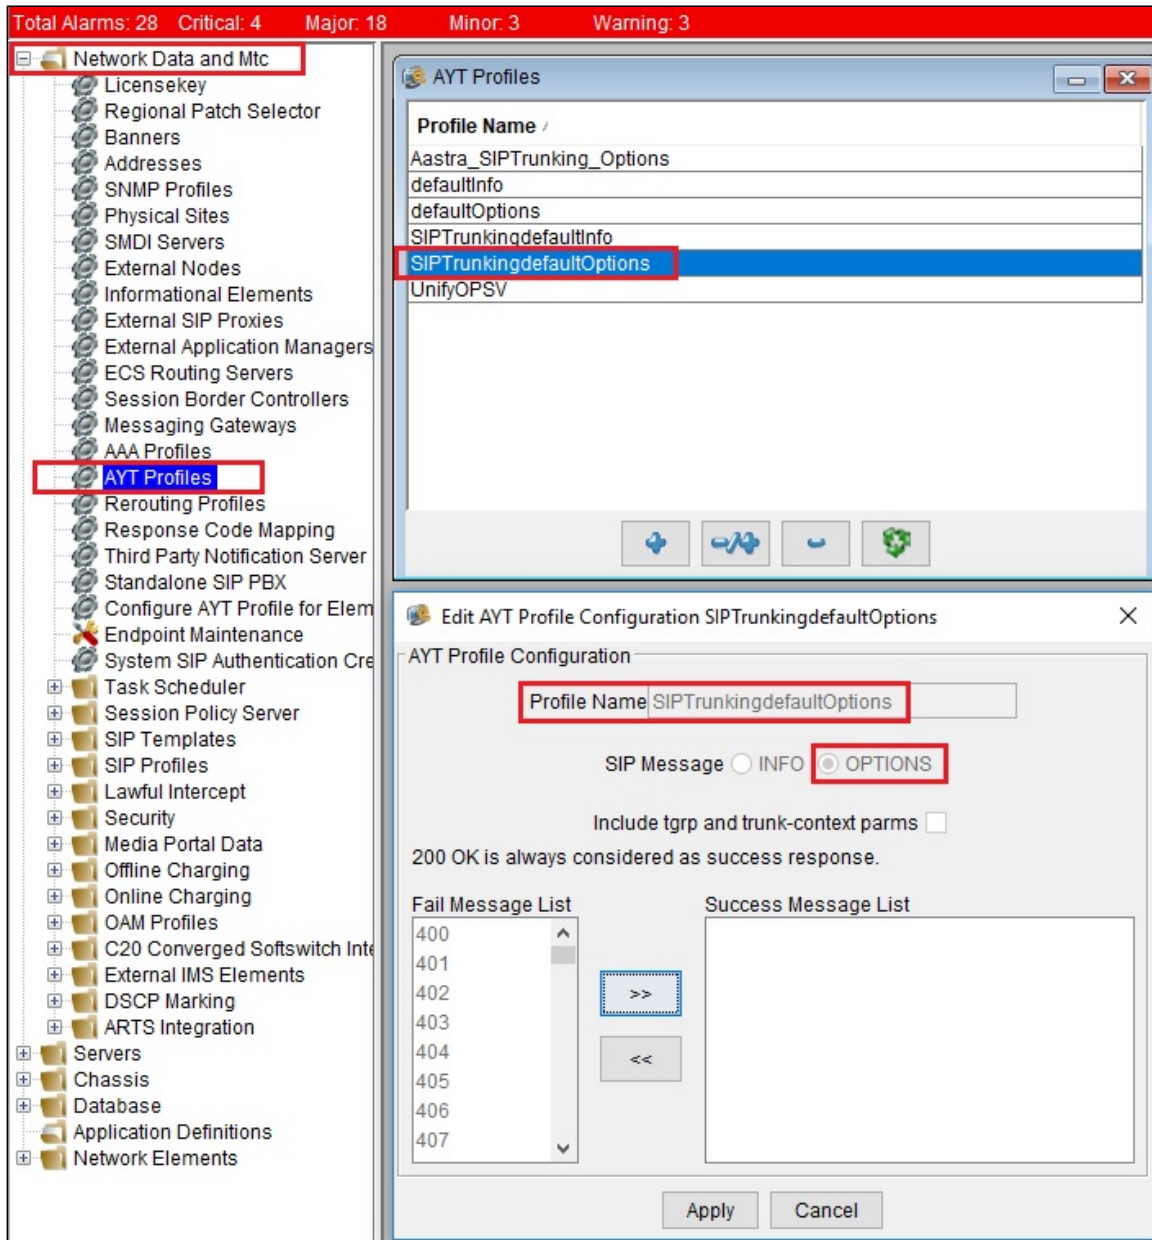 Total Alarms: 28 Critical: 4 Major: 18 Minor: 3 Warning: 3
Network Data and Mtc
Licensekey
Regional Patch Selector
Banners
Addresses
SNMP Profiles
Physical Sites
SMDI Servers
External Nodes
Informational Elements
External SIP Proxies
External Application Managers
ECS Routing Servers
Session Border Controllers
Messaging Gateways
AAA Profiles
AYT Profiles
Rerouting Profiles
Response Code Mapping
Third Party Notification Server
Standalone SIP PBX
Configure AYT Profile for Elem
Endpoint Maintenance
System SIP Authentication Cre
Task Scheduler
Session Policy Server
SIP Templates
SIP Profiles
Lawful Intercept
Security
Media Portal Data
Offline Charging
Online Charging
OAM Profiles
C20 Converged Softswitch Inte
External IMS Elements
DSCP Marking
ARTS Integration
Servers
Chassis
Database
Application Definitions
Network Elements
AYT Profiles
Profile Name
Aastra_SIPTrunking_Options
defaultInfo
defaultOptions
SIPTrunkingdefaultInfo
SIPTrunkingdefaultOptions
UnifyOPSV
Edit AYT Profile Configuration SIPTrunkingdefaultOptions
AYT Profile Configuration
Profile Name SIPTrunkingdefaultOptions
SIP Message INFO OPTIONS
Include tgrp and trunk-context parms
200 OK is always considered as success response.
Fail Message List Success Message List
400
401
402
403
404
405
406
407
>>
<<
Apply Cancel